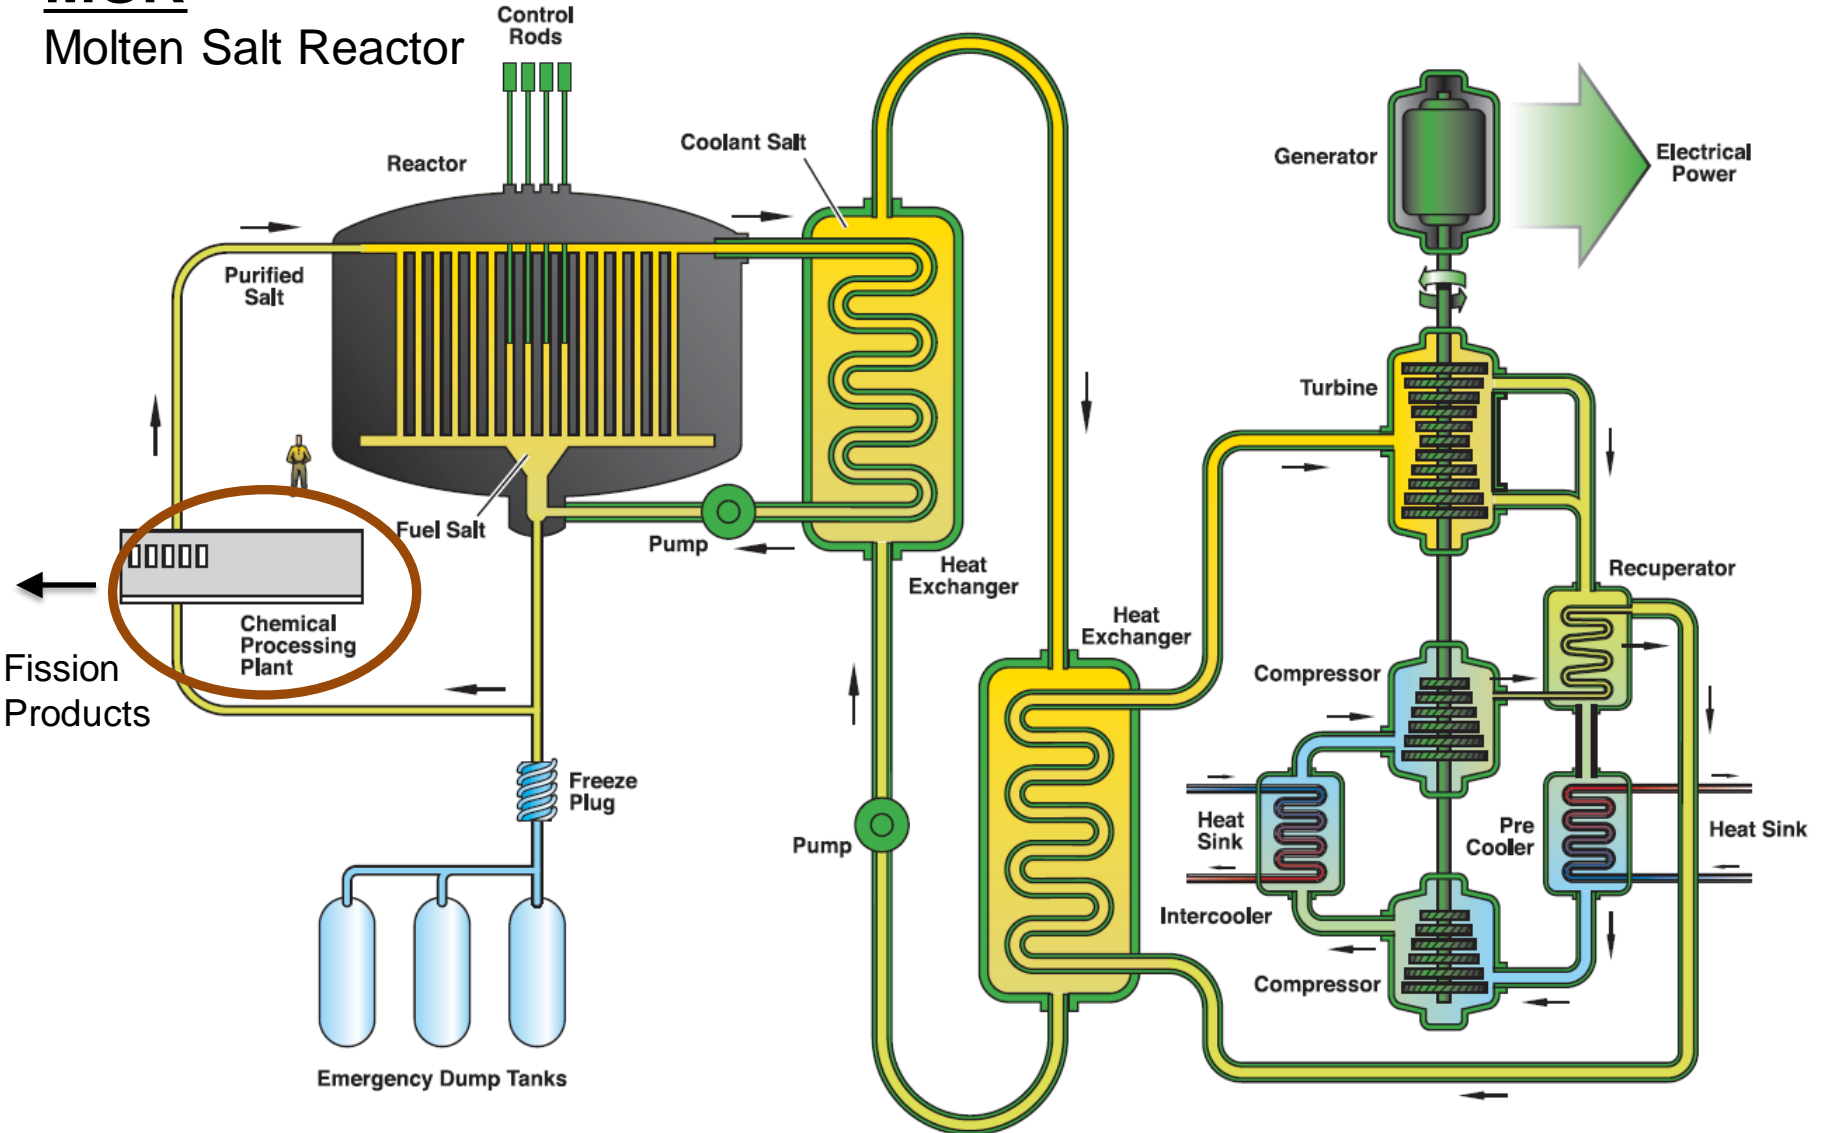 Molten Salt Reactor
Control
Rods
Reactor
Coolant Salt
Purified
Salt
Fuel Salt
Pump
Heat
Exchanger
Chemical
Processing
Plant
Fission
Products
Freeze
Plug
Emergency Dump Tanks
Pump
Heat
Exchanger
Generator
Electrical
Power
Turbine
Recuperator
Compressor
Heat
Sink
Pre
Cooler
Heat Sink
Intercooler
Compressor